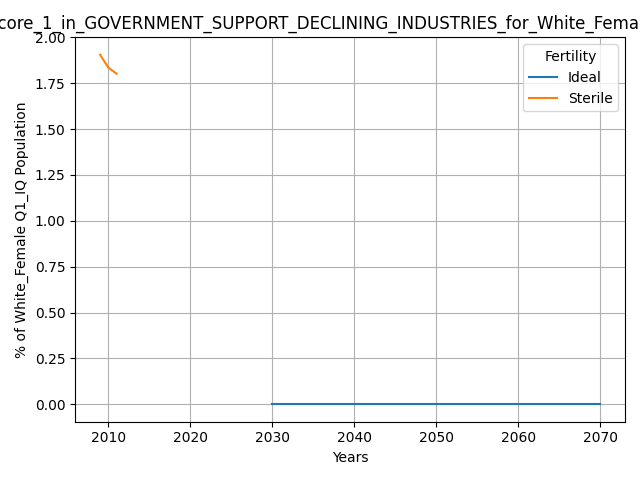 core_1_in_GOVERNMENT_SUPPORT_DECLINING_INDUSTRIES_for_White_Fema
2.00
1.75
1.50
1.25
1.00
0.75
0.50
0.25
0.00
% of White_Female Q1_IQ Population
Fertility
Ideal
Sterile
2010 2020 2030 2040 2050 2060 2070
Years